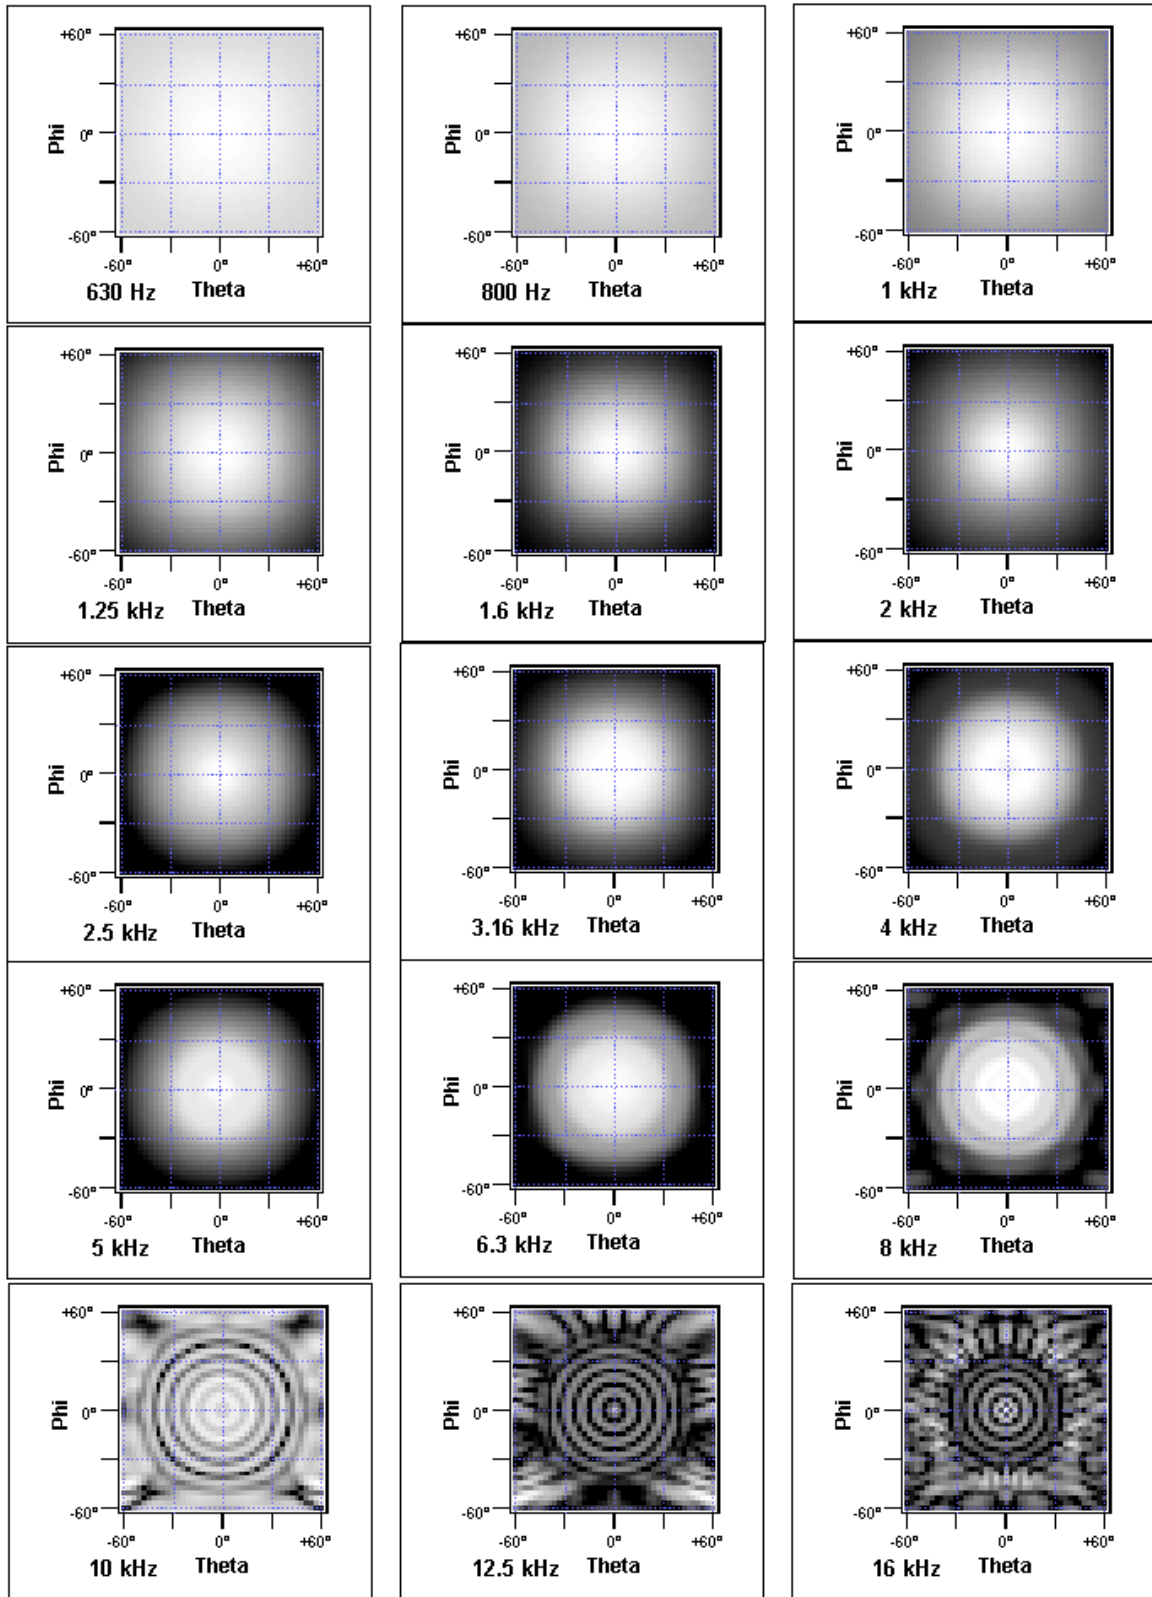 +60°
Phi
0°
-60°
-60° 0° +60°
630 Hz Theta
+60°
Phi
0°
-60°
-60° 0° +60°
800 Hz Theta
+60°
Phi
0°
-60°
-60° 0° +60°
1 kHz Theta
+60°
Phi
0°
-60°
-60° 0° +60°
1.25 kHz Theta
+60°
Phi
0°
-60°
-60° 0° +60°
1.6 kHz Theta
+60°
Phi
0°
-60°
-60° 0° +60°
2 kHz Theta
+60°
Phi
0°
-60°
-60° 0° +60°
2.5 kHz Theta
+60°
Phi
0°
-60°
-60° 0° +60°
3.16 kHz Theta
+60°
Phi
0°
-60°
-60° 0° +60°
4 kHz Theta
+60°
Phi
0°
-60°
-60° 0° +60°
5 kHz Theta
+60°
Phi
0°
-60°
-60° 0° +60°
6.3 kHz Theta
+60°
Phi
0°
-60°
-60° 0° +60°
8 kHz Theta
+60°
Phi
0°
-60°
-60° 0° +60°
10 kHz Theta
+60°
Phi
0°
-60°
-60° 0° +60°
12.5 kHz Theta
+60°
Phi
0°
-60°
-60° 0° +60°
16 kHz Theta